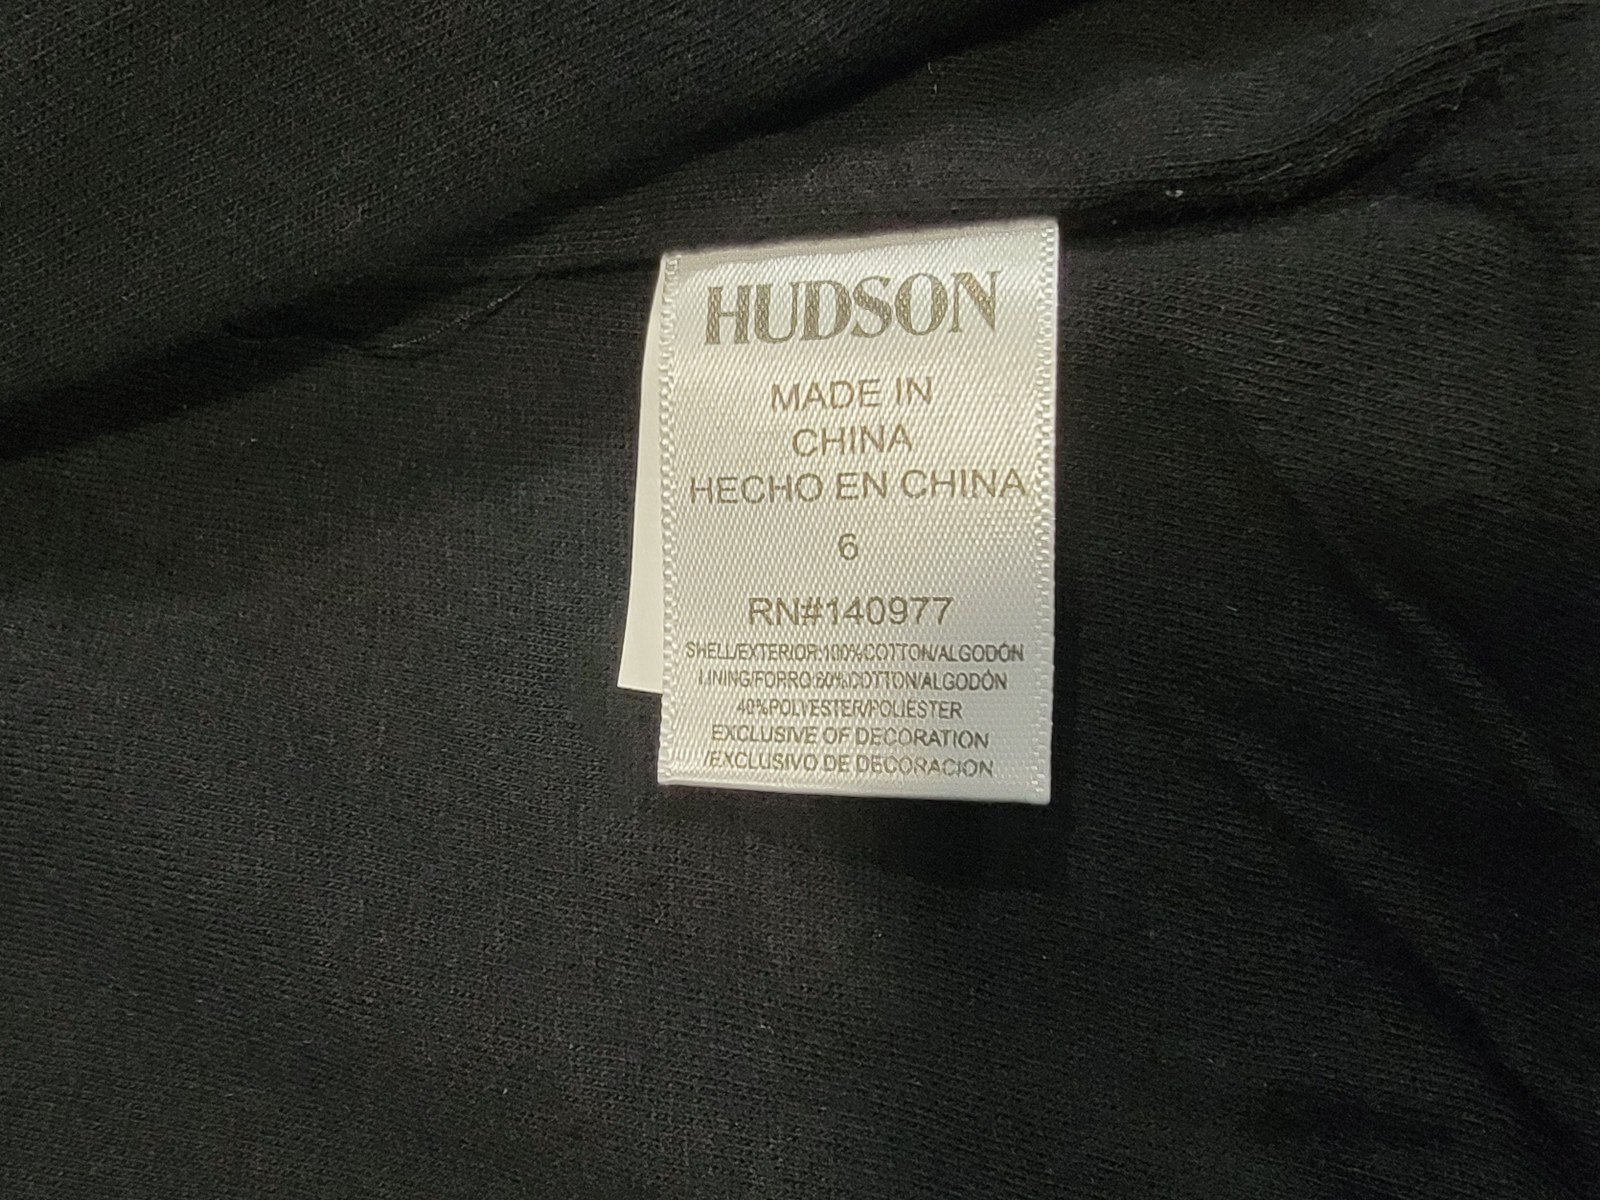 HUDSON
MADE IN
CHINA
HECHO EN CHINA
6
RN#140977
SHELL/EXTERIOR:100%COTTON/ALGODÓN
LINING/FORRO:60%COTTON/ALGODÓN
40%POLYESTER/POLIESTER
EXCLUSIVE OF DECORATION
/EXCLUSIVO DE DECORACION